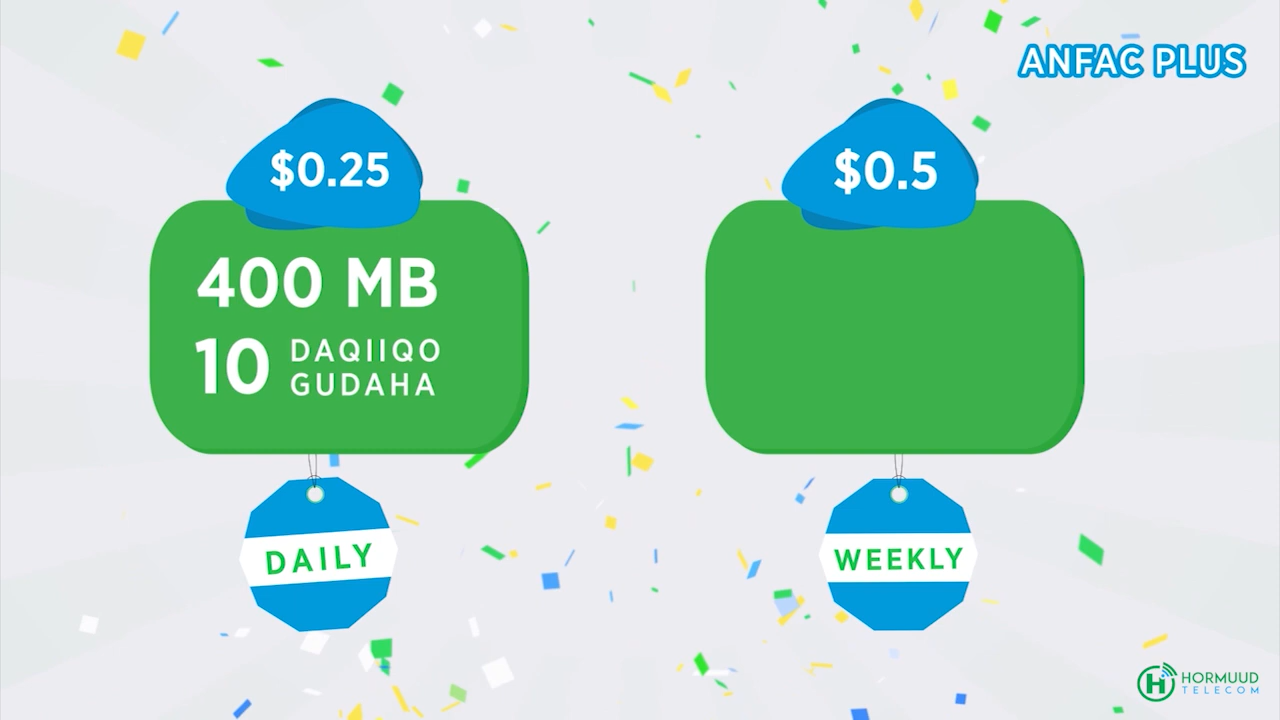 ANFAC PLUS
$0.25
400 MB
10 DAQIIQO
GUDAHA
DAILY
$0.5
WEEKLY
HORMUUD
TELECOM